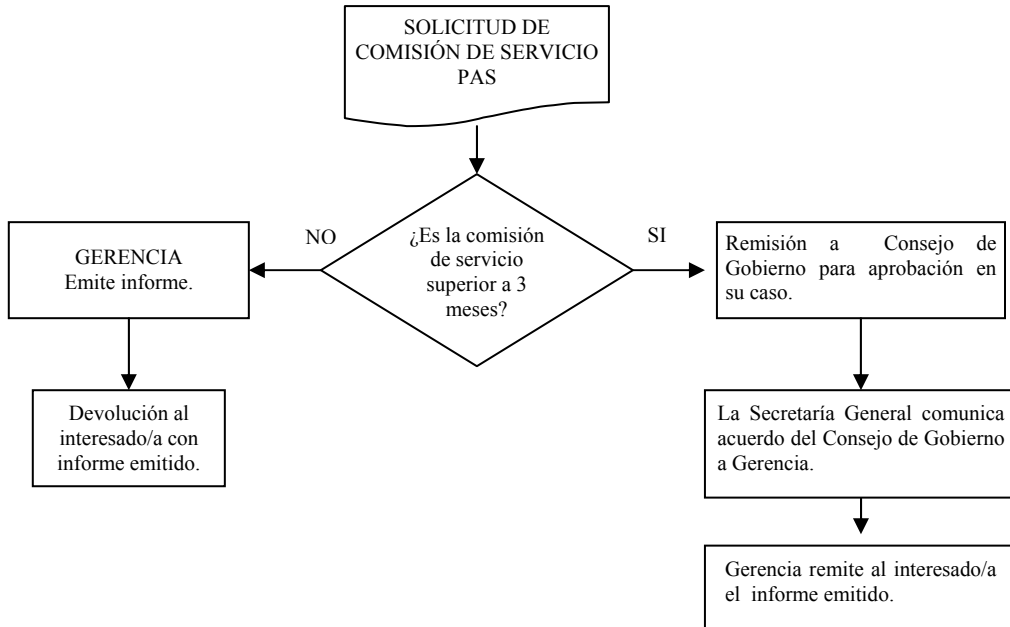 SOLICITUD DE
COMISIÓN DE SERVICIO
PAS
¿Es la comisión
de servicio
superior a 3
meses?
NO
SI
GERENCIA
Emite informe.
Devolución al
interesado/a con
informe emitido.
Remisión a Consejo de
Gobierno para aprobación en
su caso.
La Secretaría General comunica
acuerdo del Consejo de Gobierno
a Gerencia.
Gerencia remite al interesado/a
el informe emitido.